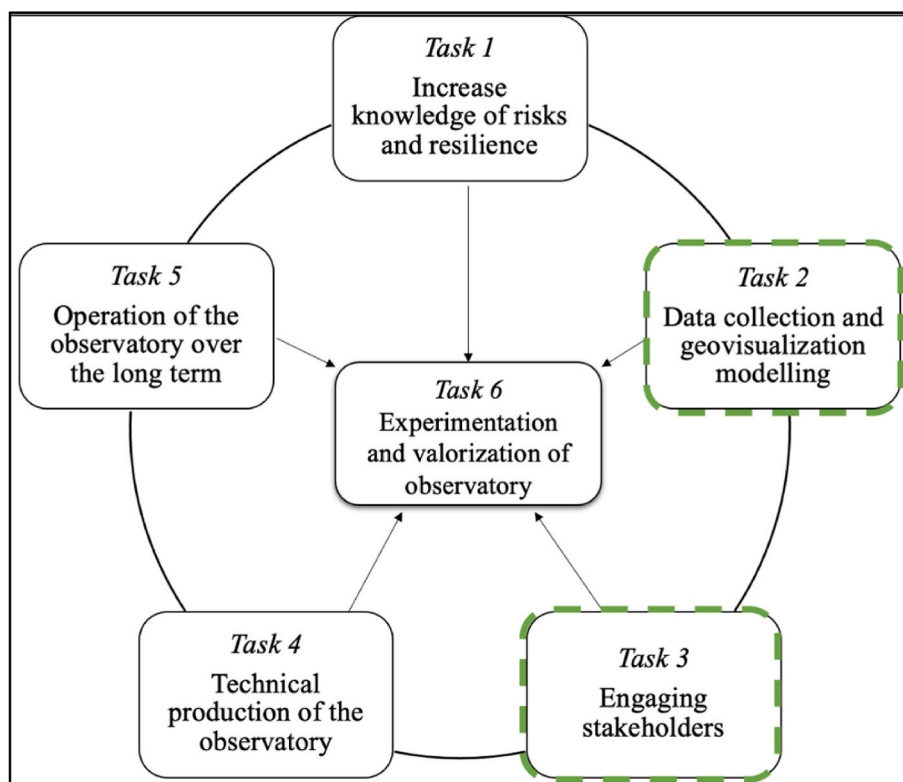 Task 1
Increase
knowledge of risks
and resilience
Task 5
Operation of the
observatory over
the long term
Task 2
Data collection and
geovisualization
modelling
Task 6
Experimentation
and valorization of
observatory
Task 4
Technical
production of the
observatory
Task 3
Engaging
stakeholders